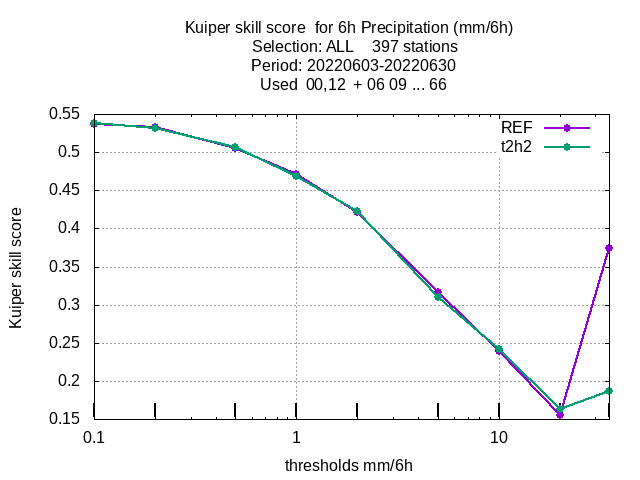 Kuiper skill score  for 6h Precipitation (mm/6h)
Selection: ALL    397 stations
Period: 20220603-20220630
Used  00,12  + 06 09 ... 66
REF
t2h2
0.55
0.5
0.45
0.4
0.35
0.3
0.25
0.2
0.15
Kuiper skill score
0.1 1 10
thresholds mm/6h